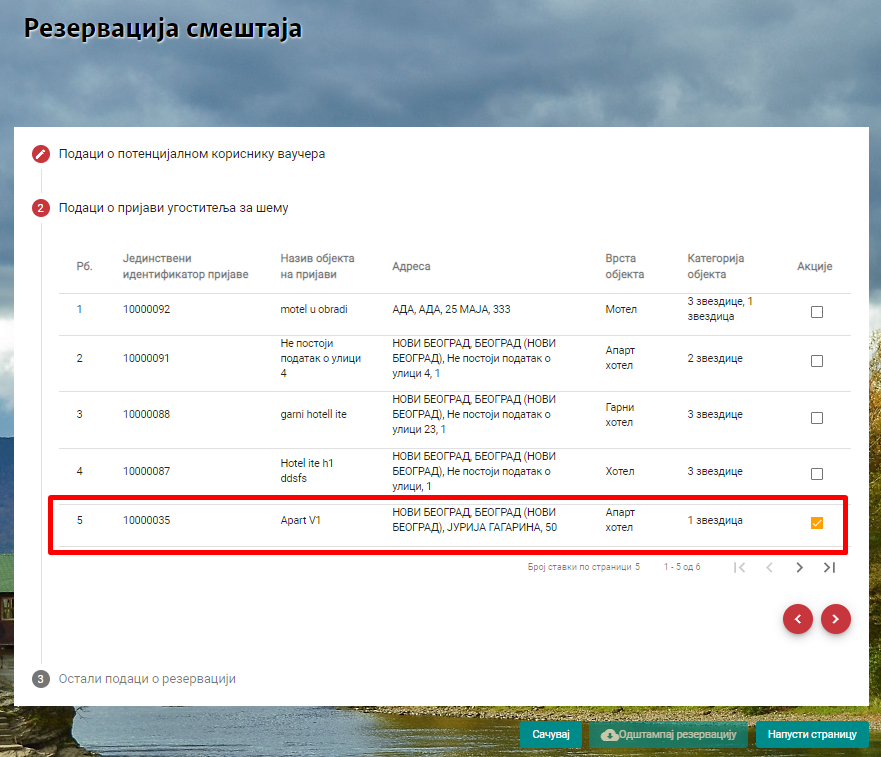 Резервација смештаја
Подаци о потенцијалном кориснику ваучера
2 Подаци о пријави угоститеља за шему
Рб. Јединствени идентификатор пријаве Назив објекта на пријави Адреса Врста објекта Категорија објекта Акције
1 10000092 motel u obradi АДА, АДА, 25 МАЈА, 333 Мотел 3 звездице, 1 звездица
2 10000091 Не постоји податак о улици 4 НОВИ БЕОГРАД, БЕОГРАД (НОВИ БЕОГРАД), Не постоји податак о улици 4, 1 Апарт хотел 2 звездице
3 10000088 garni hotell ite НОВИ БЕОГРАД, БЕОГРАД (НОВИ БЕОГРАД), Не постоји податак о улици 23, 1 Гарни хотел 3 звездице
4 10000087 Hotel ite h1 ddsfs НОВИ БЕОГРАД, БЕОГРАД (НОВИ БЕОГРАД), Не постоји податак о улици, 1 Хотел 3 звездице
5 10000035 Apart V1 НОВИ БЕОГРАД, БЕОГРАД (НОВИ БЕОГРАД), ЈУРИЈА ГАГАРИНА, 50 Апарт хотел 1 звездица
Број ставки по страници 5 1 - 5 од 6
3 Остали подаци о резервацији
Сачувај Одштампај резервацију Напусти страницу